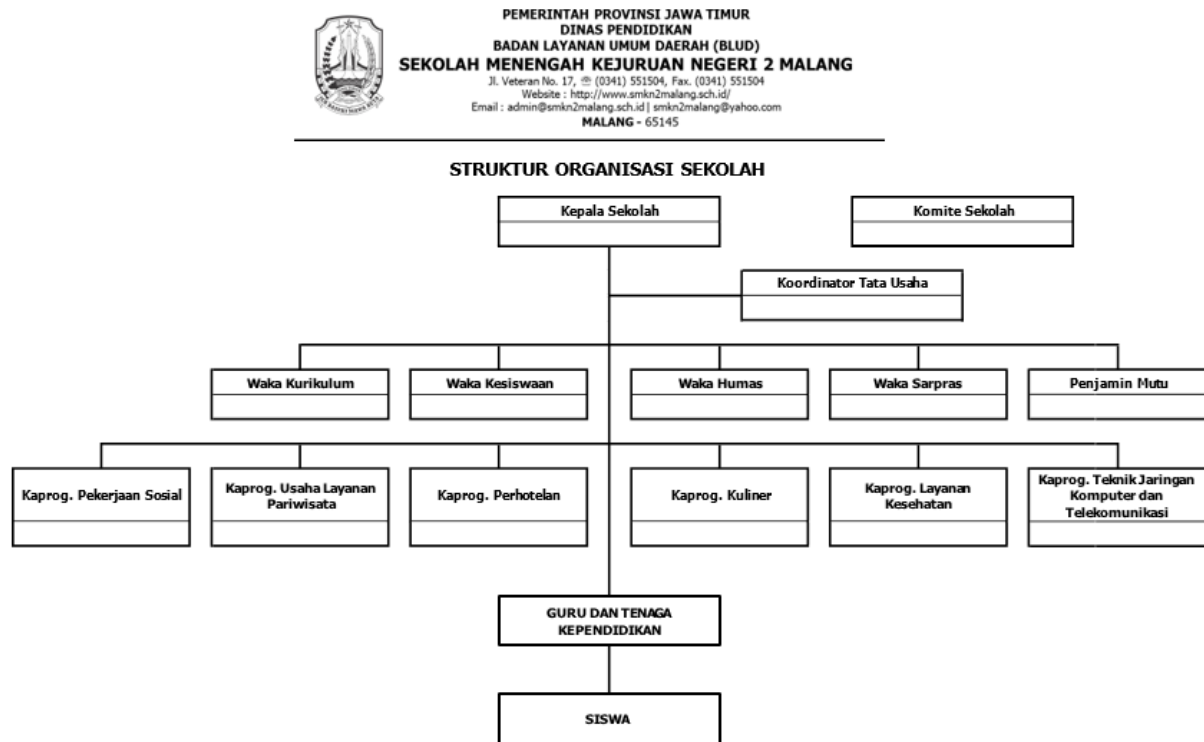 PEMERINTAH PROVINSI JAWA TIMUR
DINAS PENDIDIKAN
BADAN LAYANAN UMUM DAERAH (BLUD)
SEKOLAH MENENGAH KEJURUAN NEGERI 2 MALANG
Jl. Veteran No. 17, ☏ (0341) 551504, Fax. (0341) 551504
Website : http://www.smkn2malang.sch.id/
Email : admin@smkn2malang.sch.id | smkn2malang@yahoo.com
MALANG - 65145
STRUKTUR ORGANISASI SEKOLAH
Kepala Sekolah
Komite Sekolah
Koordinator Tata Usaha
Waka Kurikulum
Waka Kesiswaan
Waka Humas
Waka Sarpras
Penjamin Mutu
Kaprog. Pekerjaan Sosial
Kaprog. Usaha Layanan
Pariwisata
Kaprog. Perhotelan
Kaprog. Kuliner
Kaprog. Layanan
Kesehatan
Kaprog. Teknik Jaringan
Komputer dan
Telekomunikasi
GURU DAN TENAGA
KEPENDIDIKAN
SISWA